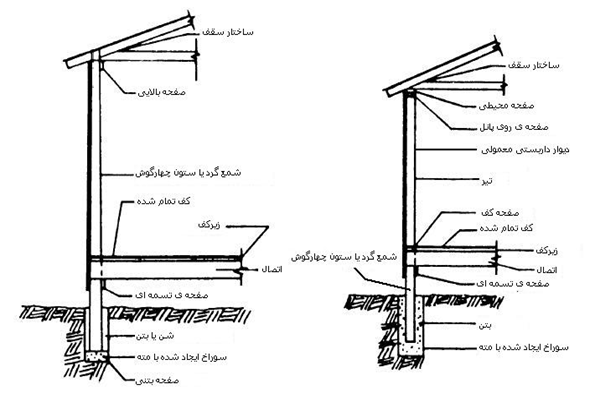 ساختار سقف
صفحه بالایی
شمع گرد یا ستون چهارگوش
کف تمام شده
زیرکف
اتصال
صفحه ی تسمه ای
شن یا بتن
سوراخ ایجاد شده با مته
صفحه بتنی
ساختار سقف
صفحه محیطی
صفحه ی روی پانل
دیوار داربستی معمولی
تیر
صفحه کف
کف تمام شده
زیرکف
شمع گرد یا ستون چهارگوش
اتصال
صفحه ی تسمه ای
بتن
سوراخ ایجاد شده با مته